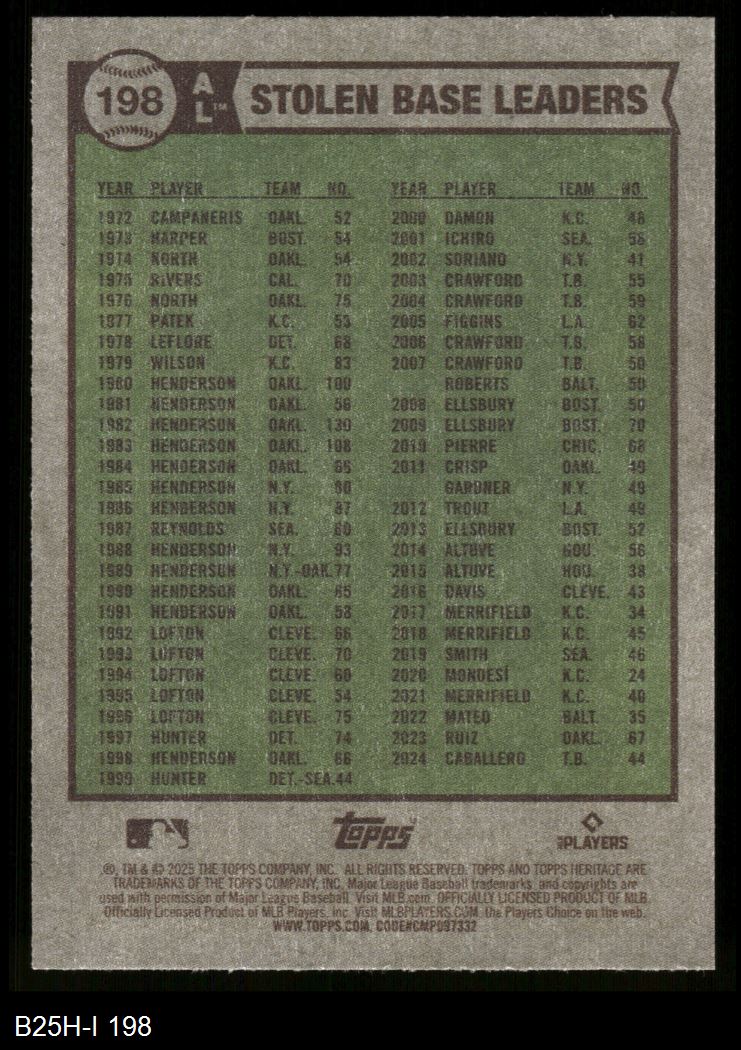 198
AL™
STOLEN BASE LEADERS
YEAR PLAYER TEAM NO.
1972 CAMPANERIS OAKL. 52
1973 HARPER BOST. 54
1974 NORTH OAKL. 54
1975 RIVERS CAL. 70
1976 NORTH OAKL. 75
1977 PATEK K.C. 53
1978 LEFLORE DET. 68
1979 WILSON K.C. 83
1980 HENDERSON OAKL. 100
1981 HENDERSON OAKL. 56
1982 HENDERSON OAKL. 130
1983 HENDERSON OAKL. 108
1984 HENDERSON OAKL. 66
1985 HENDERSON N.Y. 80
1986 HENDERSON N.Y. 87
1987 REYNOLDS SEA. 60
1988 HENDERSON N.Y. 93
1989 HENDERSON N.Y.-OAK. 77
1990 HENDERSON OAKL. 65
1991 HENDERSON OAKL. 58
1992 LOFTON CLEVE. 66
1993 LOFTON CLEVE. 70
1994 LOFTON CLEVE. 60
1995 LOFTON CLEVE. 54
1996 LOFTON CLEVE. 75
1997 HUNTER DET. 74
1998 HENDERSON OAKL. 66
1999 HUNTER DET.-SEA. 44
YEAR PLAYER TEAM NO.
2000 DAMON K.C. 46
2001 ICHIRO SEA. 56
2002 SORIANO N.Y. 41
2003 CRAWFORD T.B. 55
2004 CRAWFORD T.B. 59
2005 FIGGINS L.A. 62
2006 CRAWFORD T.B. 58
2007 CRAWFORD T.B. 50
ROBERTS BALT. 50
2008 ELLSBURY BOST. 50
2009 ELLSBURY BOST. 70
2010 PIERRE CHIC. 68
2011 CRISP OAKL. 49
GARDNER N.Y. 49
2012 TROUT L.A. 49
2013 ELLSBURY BOST. 52
2014 ALTUVE HOU. 56
2015 ALTUVE HOU. 38
2016 DAVIS CLEVE. 43
2017 MERRIFIELD K.C. 34
2018 MERRIFIELD K.C. 45
2019 SMITH SEA. 46
2020 MONDESÍ K.C. 24
2021 MERRIFIELD K.C. 40
2022 MATEO BALT. 35
2023 RUIZ OAKL. 67
2024 CABALLERO T.B. 44
Topps
MLBPLAYERS
®, TM & © 2025 THE TOPPS COMPANY, INC. ALL RIGHTS RESERVED. TOPPS AND TOPPS HERITAGE ARE
TRADEMARKS OF THE TOPPS COMPANY, INC. Major League Baseball trademarks and copyrights are
used with permission of Major League Baseball. Visit MLB.com. OFFICIALLY LICENSED PRODUCT OF MLB
Officially Licensed Product of MLB Players, Inc. Visit MLBPLAYERS.COM, the Players Choice on the web.
WWW.TOPPS.COM. CODE#CMP097332
B25H-I 198